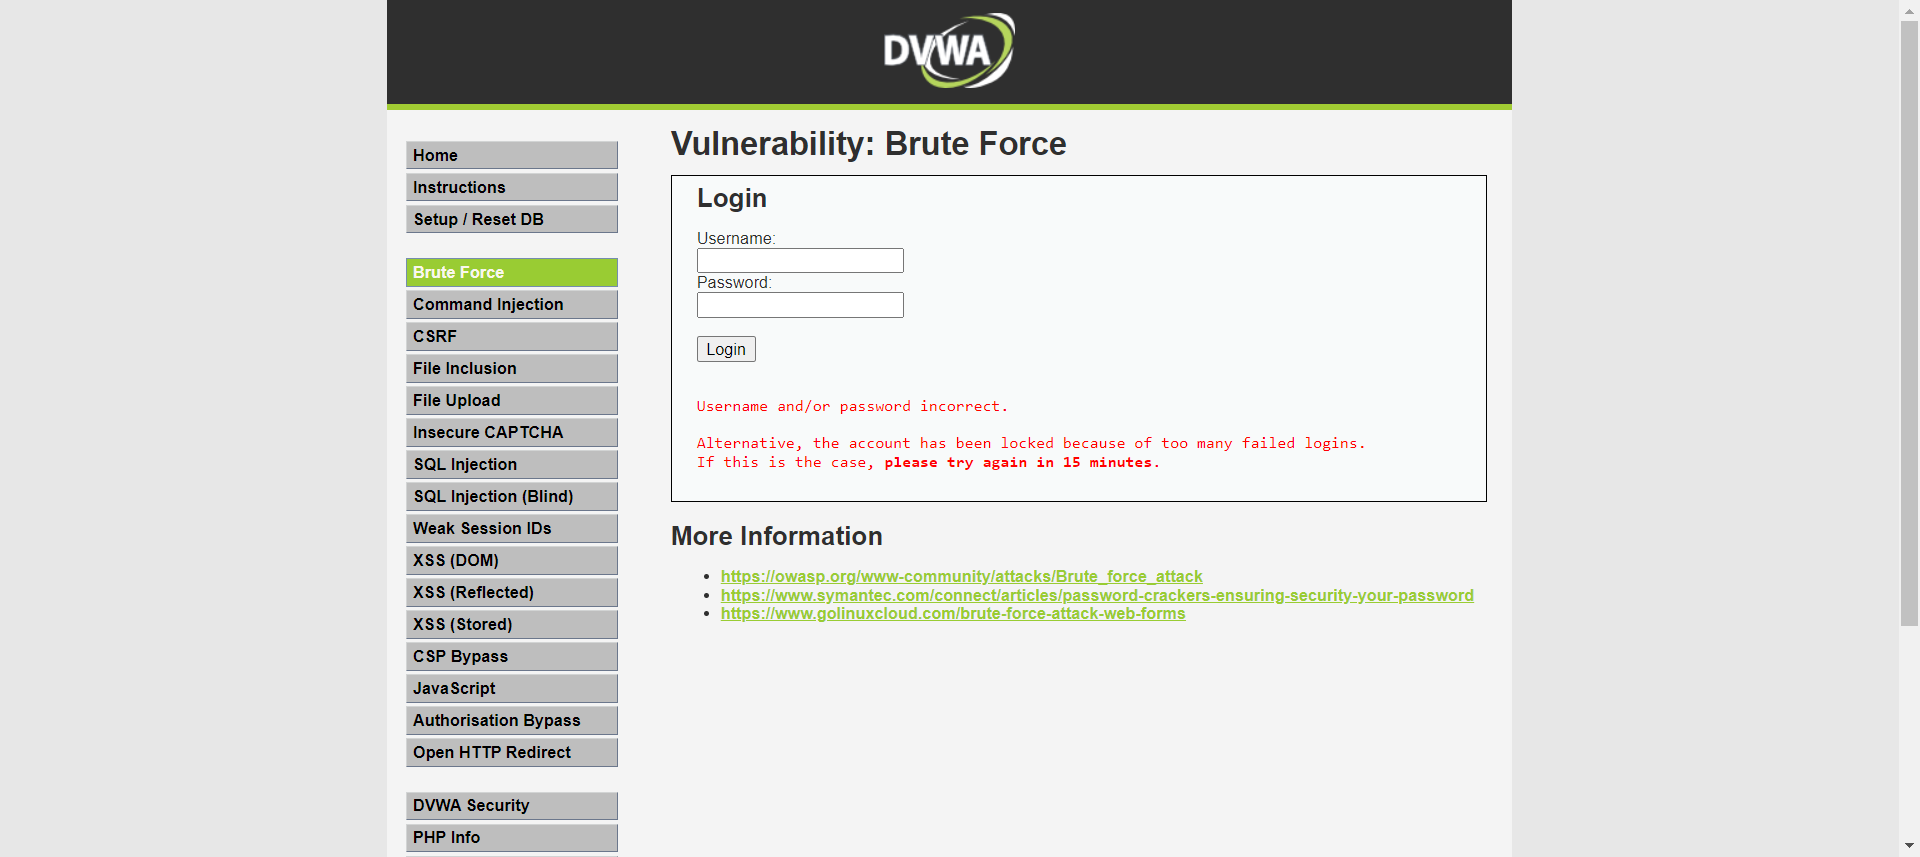 DVWA
Home
Instructions
Setup / Reset DB
Brute Force
Command Injection
CSRF
File Inclusion
File Upload
Insecure CAPTCHA
SQL Injection
SQL Injection (Blind)
Weak Session IDs
XSS (DOM)
XSS (Reflected)
XSS (Stored)
CSP Bypass
JavaScript
Authorisation Bypass
Open HTTP Redirect
DVWA Security
PHP Info
Vulnerability: Brute Force
Login
Username:
Password:
Login
Username and/or password incorrect.
Alternative, the account has been locked because of too many failed logins.
If this is the case, please try again in 15 minutes.
More Information
https://owasp.org/www-community/attacks/Brute_force_attack
https://www.symantec.com/connect/articles/password-crackers-ensuring-security-your-password
https://www.golinuxcloud.com/brute-force-attack-web-forms